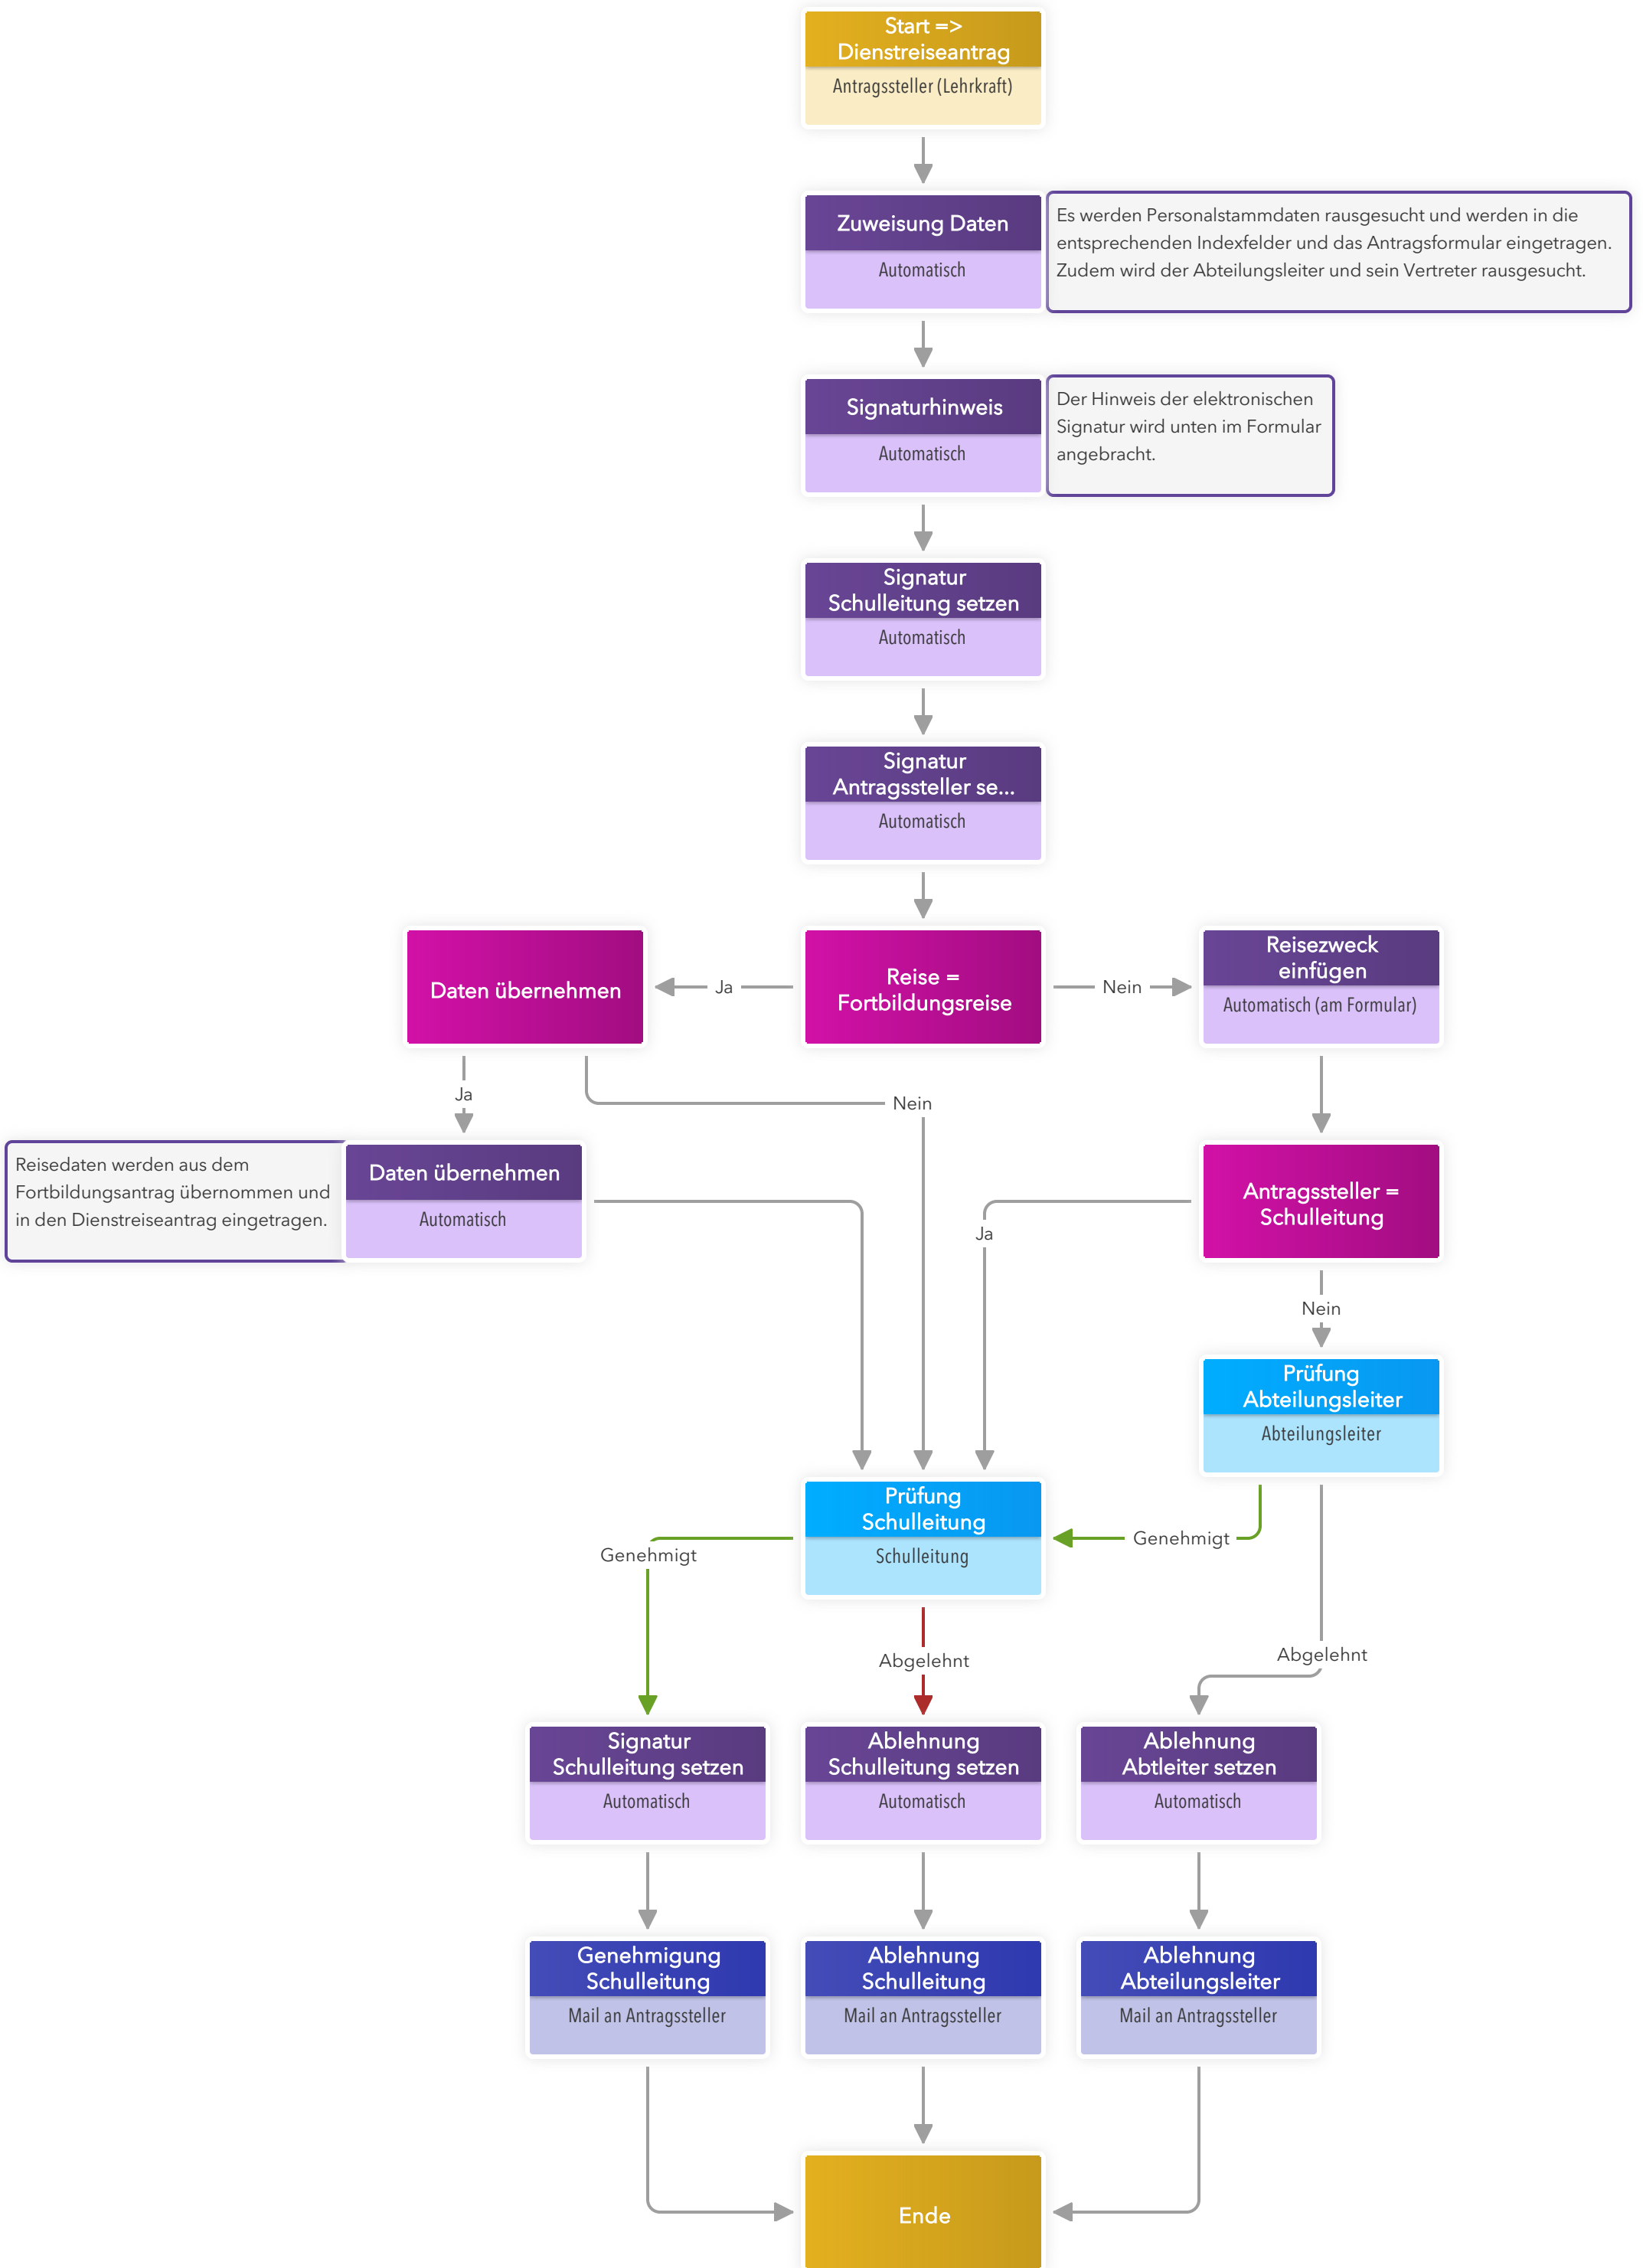 Start =>
Dienstreiseantrag
Antragssteller (Lehrkraft)
Zuweisung Daten
Automatisch
Es werden Personalstammdaten rausgesucht und werden in die
entsprechenden Indexfelder und das Antragsformular eingetragen.
Zudem wird der Abteilungsleiter und sein Vertreter rausgesucht.
Signaturhinweis
Automatisch
Der Hinweis der elektronischen
Signatur wird unten im Formular
angebracht.
Signatur
Schulleitung setzen
Automatisch
Signatur
Antragssteller se...
Automatisch
Daten übernehmen
Ja
Reise =
Fortbildungsreise
Nein
Reisezweck
einfügen
Automatisch (am Formular)
Ja
Nein
Reisedaten werden aus dem
Fortbildungsantrag übernommen und
in den Dienstreiseantrag eingetragen.
Daten übernehmen
Automatisch
Ja
Antragssteller =
Schulleitung
Nein
Prüfung
Abteilungsleiter
Abteilungsleiter
Prüfung
Schulleitung
Schulleitung
Genehmigt
Genehmigt
Abgelehnt
Abgelehnt
Signatur
Schulleitung setzen
Automatisch
Ablehnung
Schulleitung setzen
Automatisch
Ablehnung
Abtleiter setzen
Automatisch
Genehmigung
Schulleitung
Mail an Antragssteller
Ablehnung
Schulleitung
Mail an Antragssteller
Ablehnung
Abteilungsleiter
Mail an Antragssteller
Ende